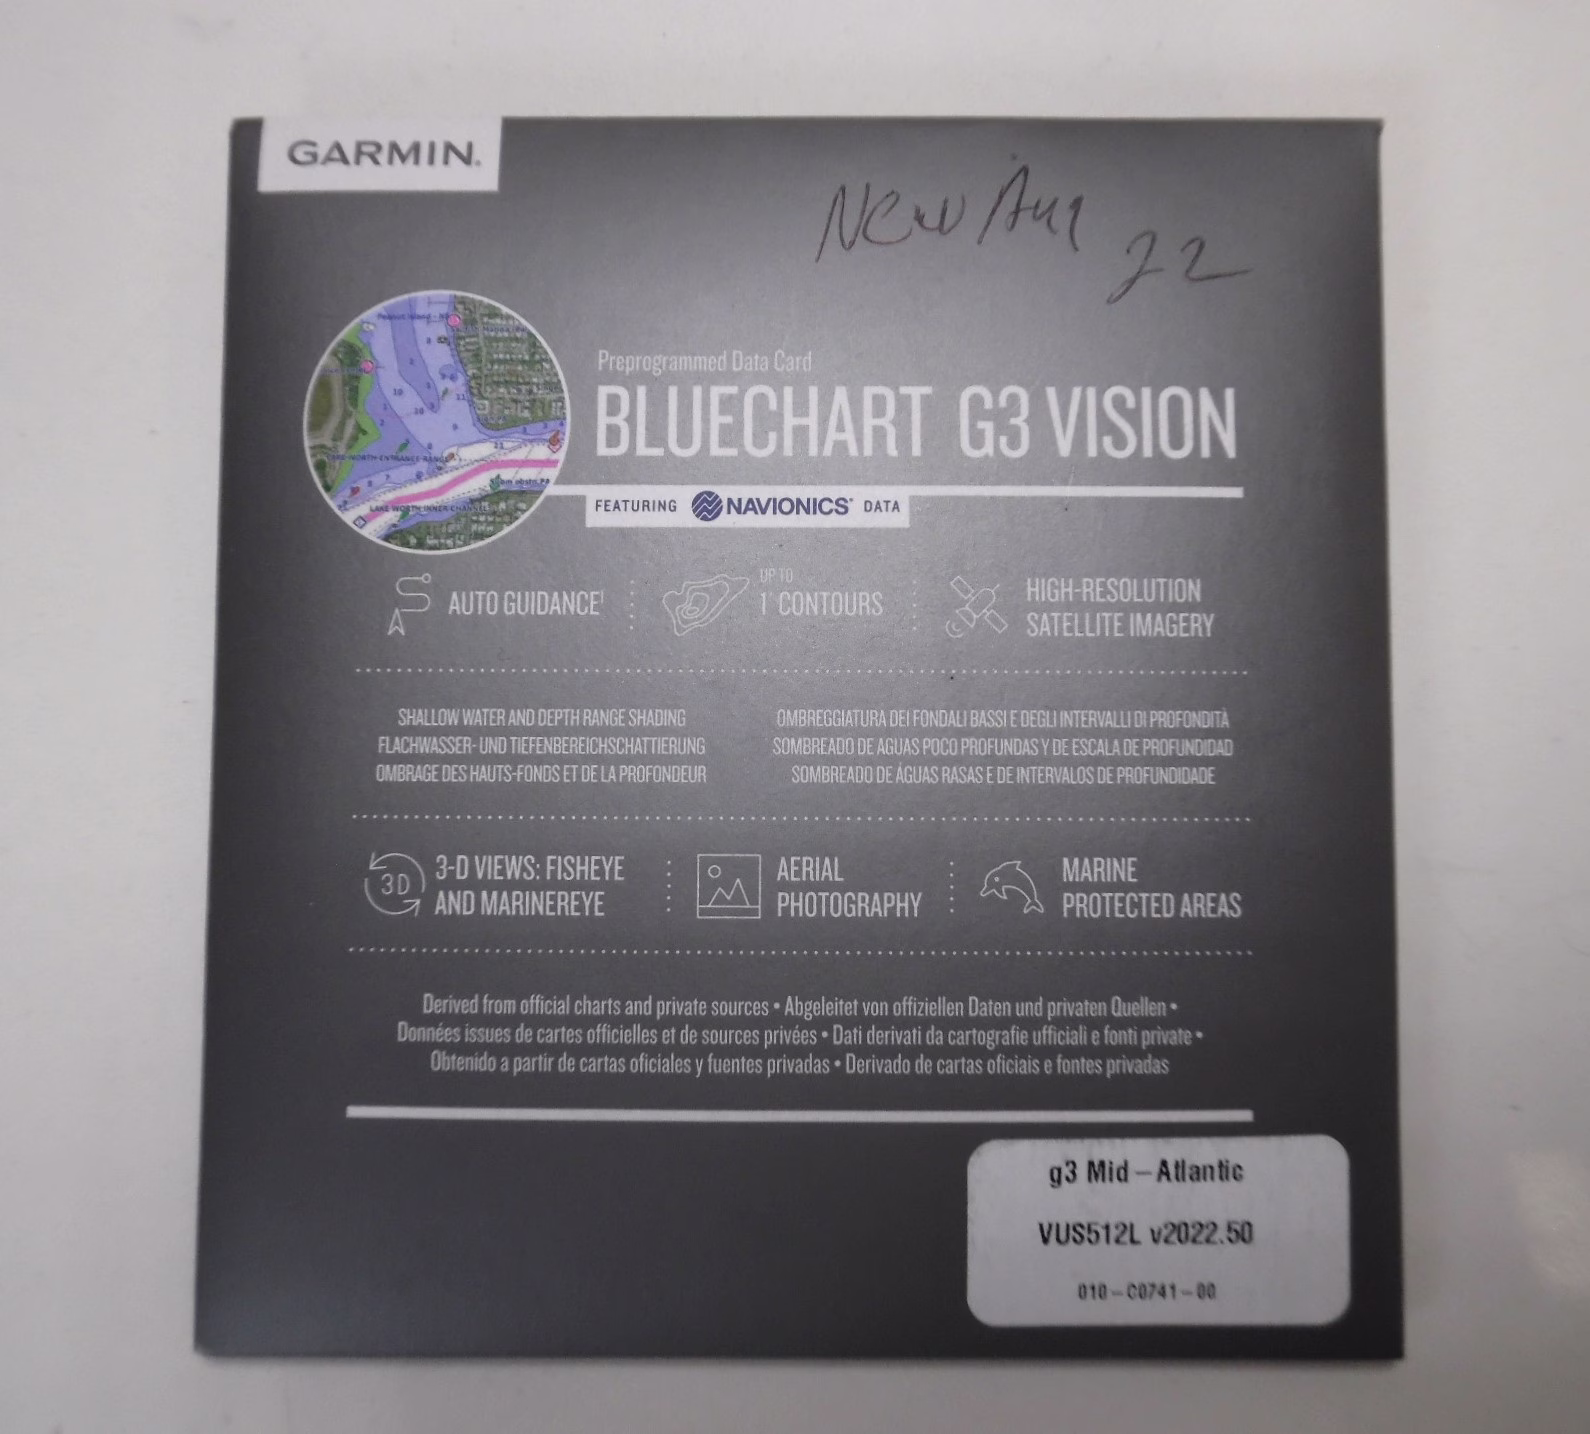 GARMIN.
New Aug
22
Preprogrammed Data Card
BLUECHART G3 VISION
FEATURING NAVIONICS® DATA
LAKE WORTH INNER CHANNEL
AUTO GUIDANCE¹
UP TO
1' CONTOURS
HIGH-RESOLUTION
SATELLITE IMAGERY
SHALLOW WATER AND DEPTH RANGE SHADING
FLACHWASSER- UND TIEFENBEREICHSCHATTIERUNG
OMBRAGE DES HAUTS-FONDS ET DE LA PROFONDEUR
OMBREGGIATURA DEI FONDALI BASSI E DEGLI INTERVALLI DI PROFONDITÀ
SOMBREADO DE AGUAS POCO PROFUNDAS Y DE ESCALA DE PROFUNDIDAD
SOMBREADO DE ÁGUAS RASAS E DE INTERVALOS DE PROFUNDIDADE
3D
3-D VIEWS: FISHEYE
AND MARINEREYE
AERIAL
PHOTOGRAPHY
MARINE
PROTECTED AREAS
Derived from official charts and private sources • Abgeleitet von offiziellen Daten und privaten Quellen •
Données issues de cartes officielles et de sources privées • Dati derivati da cartografie ufficiali e fonti private •
Obtenido a partir de cartas oficiales y fuentes privadas • Derivado de cartas oficiais e fontes privadas
g3 Mid-Atlantic
VUS512L v2022.50
010-C0741-00